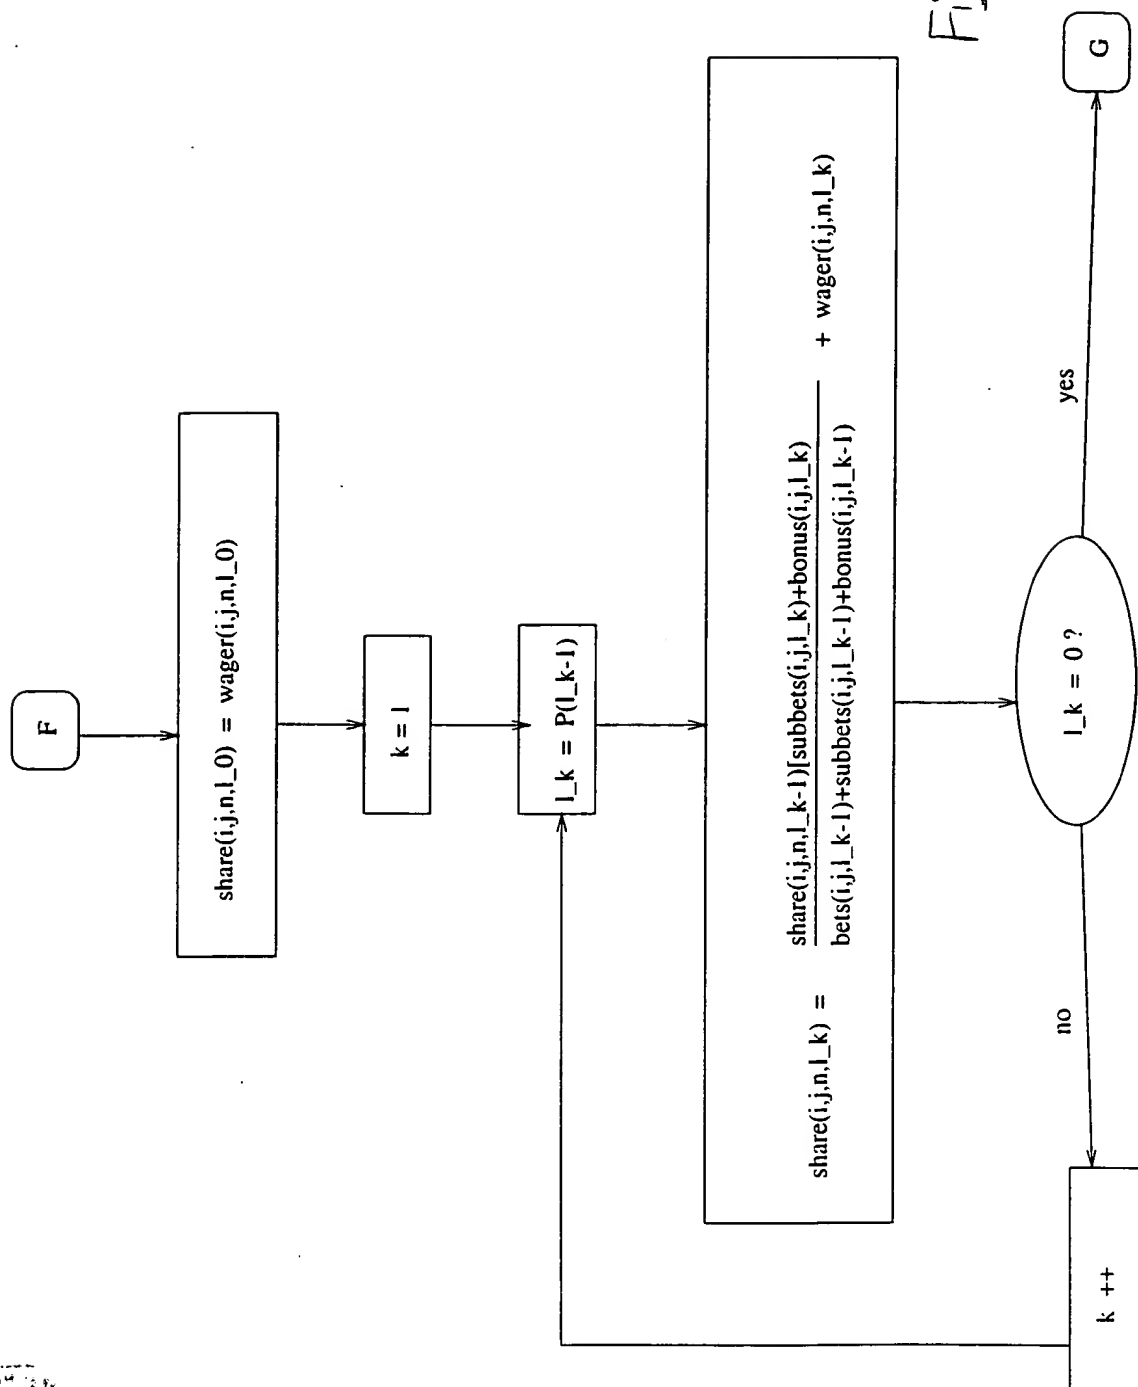 F
share(i,j,n,l_0) = wager(i,j,n,l_0)
k = 1
l_k = P(l_k-1)
share(i,j,n,l_k) = share(i,j,n,l_k-1)[subbets(i,j,l_k)+bonus(i,j,l_k) + wager(i,j,n,l_k)
bets(i,j,l_k-1)+subbets(i,j,l_k-1)+bonus(i,j,l_k-1)
l_k = 0 ?
no
yes
k ++
G